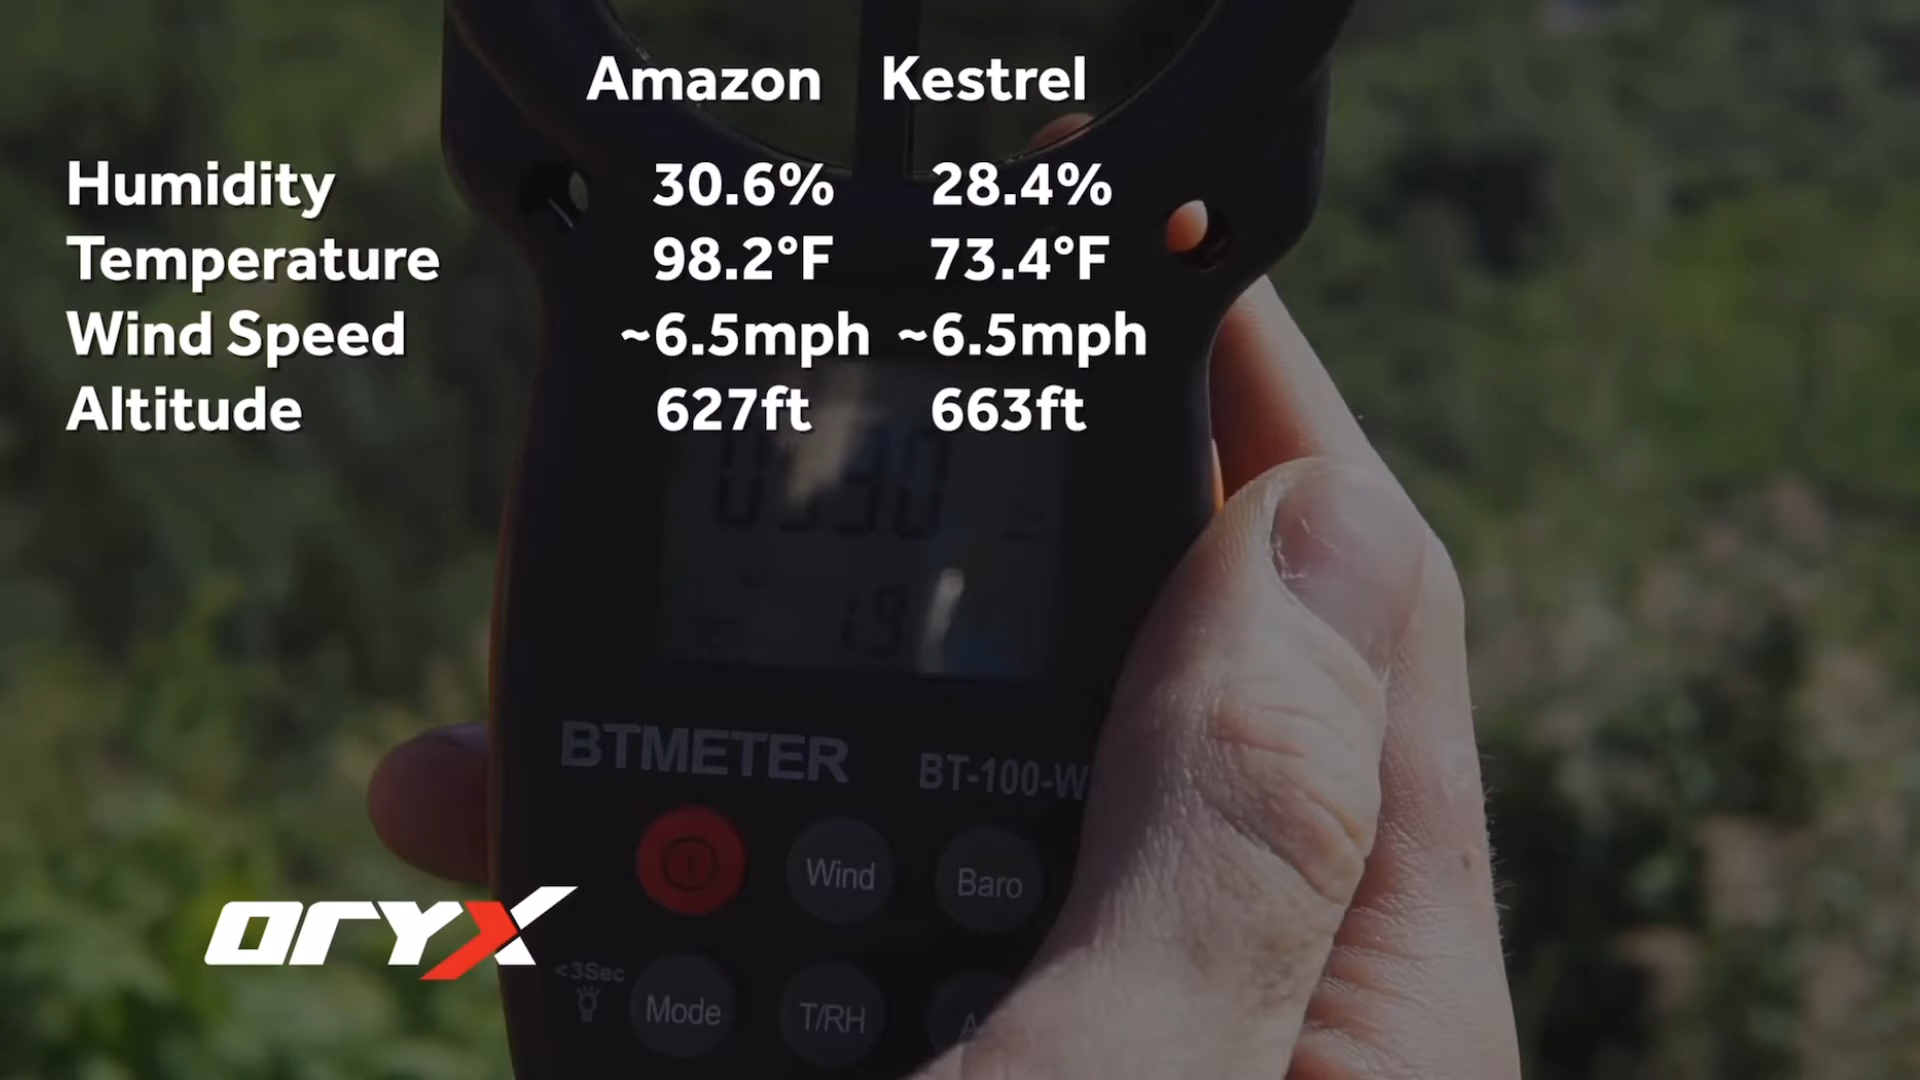 Amazon Kestrel
Humidity 30.6% 28.4%
Temperature 98.2°F 73.4°F
Wind Speed ~6.5mph ~6.5mph
Altitude 627ft 663ft
19
BTMETER BT-100-W
Wind Baro
oryx
<3Sec
Mode T/RH